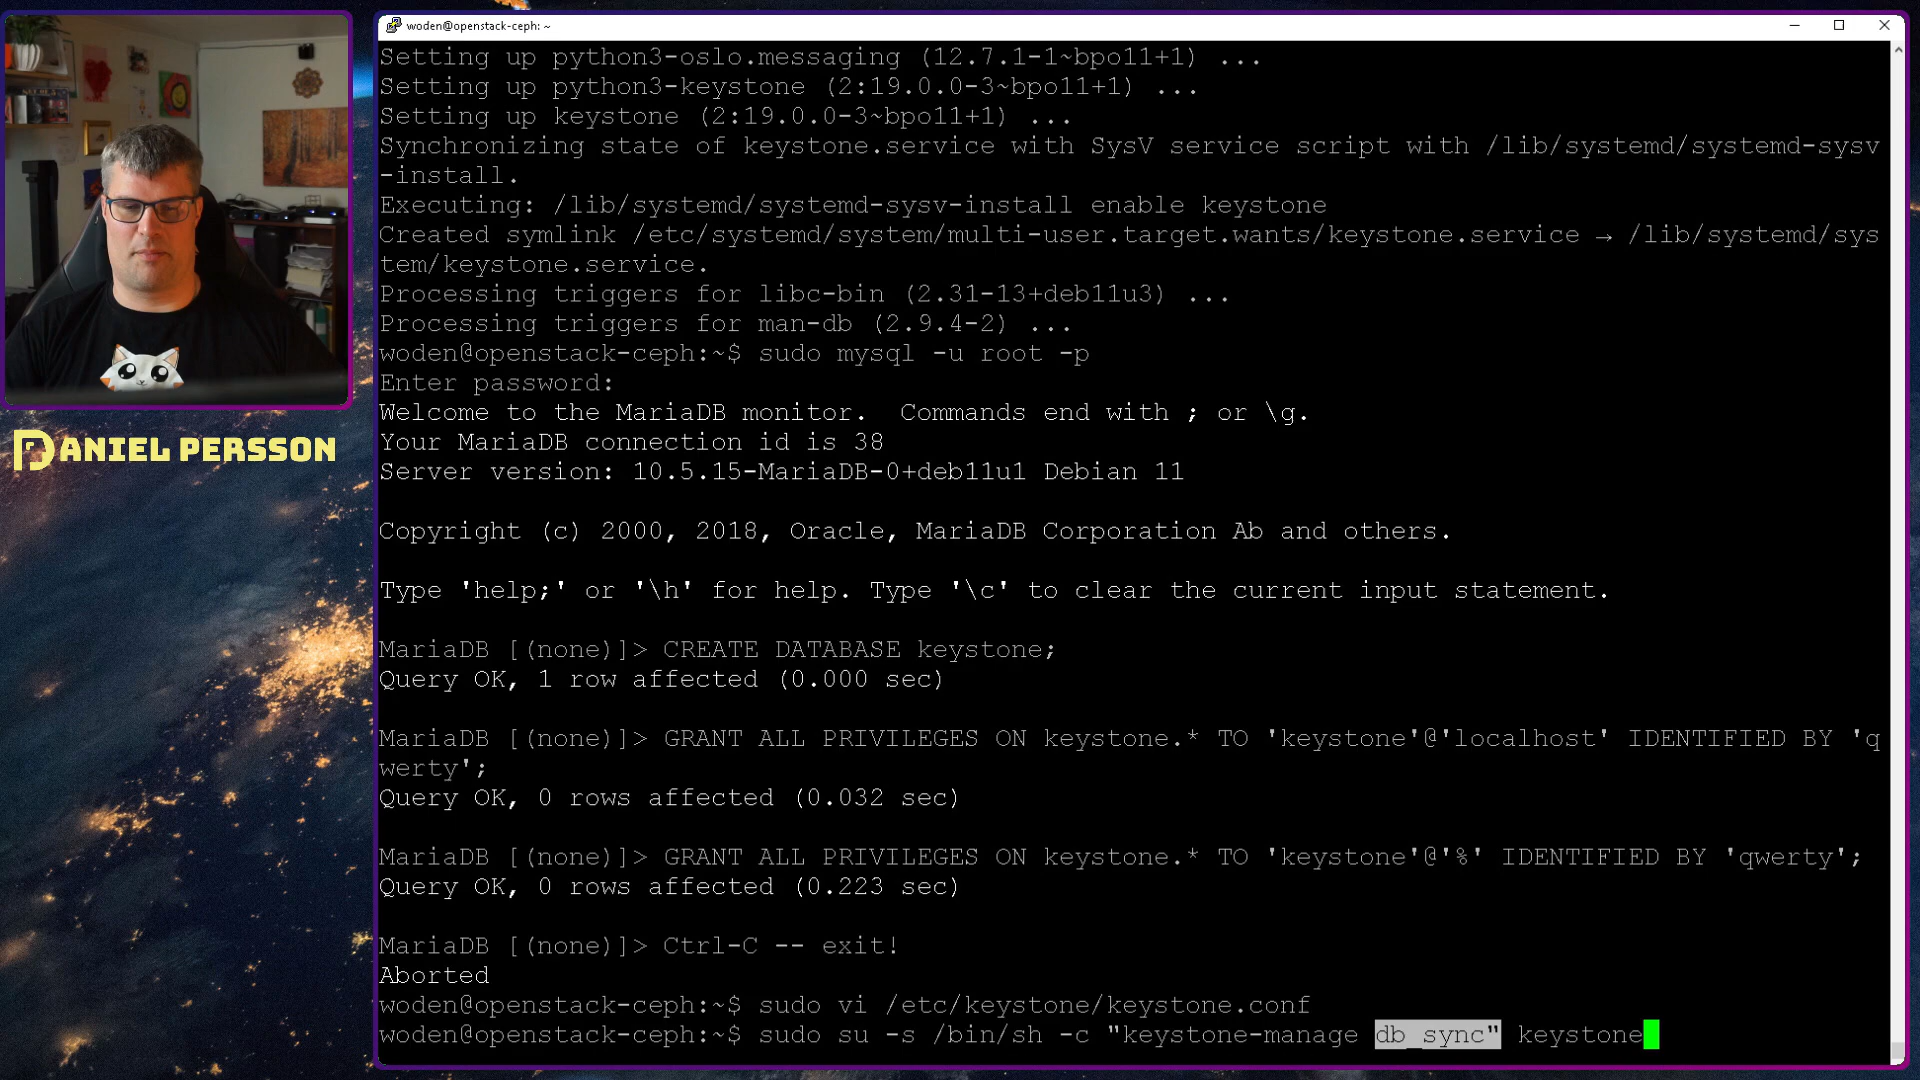 woden@openstack-ceph: ~
Setting up python3-oslo.messaging (12.7.1-1~bpo11+1) ...
Setting up python3-keystone (2:19.0.0-3~bpo11+1) ...
Setting up keystone (2:19.0.0-3~bpo11+1) ...
Synchronizing state of keystone.service with SysV service script with /lib/systemd/systemd-sysv
-install.
Executing: /lib/systemd/systemd-sysv-install enable keystone
Created symlink /etc/systemd/system/multi-user.target.wants/keystone.service → /lib/systemd/sys
tem/keystone.service.
Processing triggers for libc-bin (2.31-13+deb11u3) ...
Processing triggers for man-db (2.9.4-2) ...
woden@openstack-ceph:~$ sudo mysql -u root -p
Enter password:
Welcome to the MariaDB monitor.  Commands end with ; or \g.
Your MariaDB connection id is 38
Server version: 10.5.15-MariaDB-0+deb11u1 Debian 11
Copyright (c) 2000, 2018, Oracle, MariaDB Corporation Ab and others.
Type 'help;' or '\h' for help. Type '\c' to clear the current input statement.
MariaDB [(none)]> CREATE DATABASE keystone;
Query OK, 1 row affected (0.000 sec)
MariaDB [(none)]> GRANT ALL PRIVILEGES ON keystone.* TO 'keystone'@'localhost' IDENTIFIED BY 'q
werty';
Query OK, 0 rows affected (0.032 sec)
MariaDB [(none)]> GRANT ALL PRIVILEGES ON keystone.* TO 'keystone'@'%' IDENTIFIED BY 'qwerty';
Query OK, 0 rows affected (0.223 sec)
MariaDB [(none)]> Ctrl-C -- exit!
Aborted
woden@openstack-ceph:~$ sudo vi /etc/keystone/keystone.conf
woden@openstack-ceph:~$ sudo su -s /bin/sh -c "keystone-manage db_sync" keystone
DANIEL PERSSON